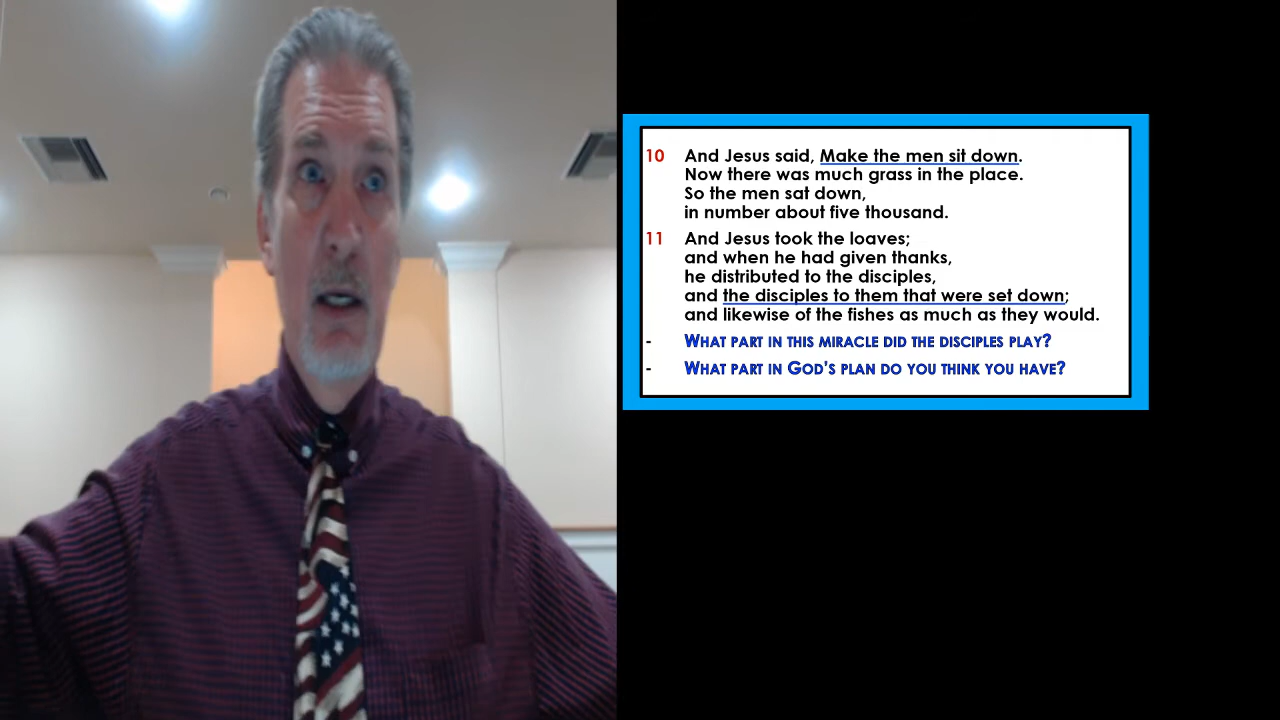 10 And Jesus said, Make the men sit down.
Now there was much grass in the place.
So the men sat down,
in number about five thousand.
11 And Jesus took the loaves;
and when he had given thanks,
he distributed to the disciples,
and the disciples to them that were set down;
and likewise of the fishes as much as they would.
- What part in this miracle did the disciples play?
- What part in God's plan do you think you have?